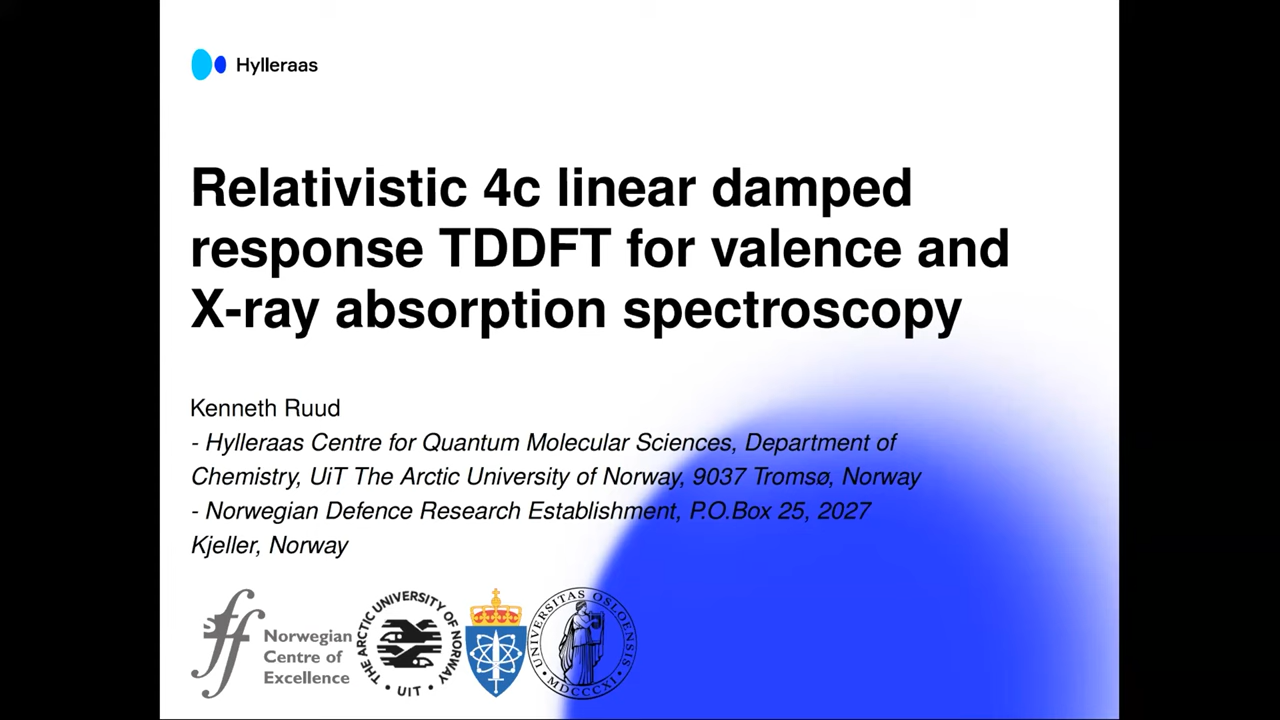 Hylleraas
Relativistic 4c linear damped
response TDDFT for valence and
X-ray absorption spectroscopy
Kenneth Ruud
- Hylleraas Centre for Quantum Molecular Sciences, Department of
Chemistry, UiT The Arctic University of Norway, 9037 Tromsø, Norway
- Norwegian Defence Research Establishment, P.O.Box 25, 2027
Kjeller, Norway
sff
Norwegian
Centre of
Excellence
THE ARCTIC UNIVERSITY OF NORWAY
• UIT •
UNIVERSITAS OSLOENSIS
• MDCCCXI •